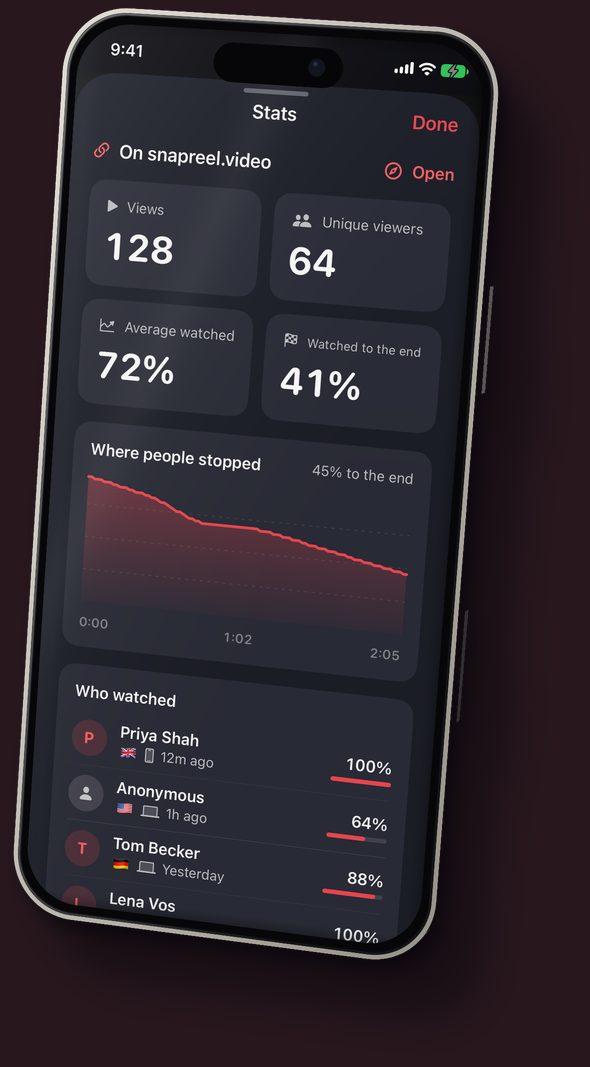 9:41
Stats
Done
On snapreel.video
Open
Views
128
Unique viewers
64
Average watched
72%
Watched to the end
41%
Where people stopped
45% to the end
0:00
1:02
2:05
Who watched
P
Priya Shah
12m ago
100%
Anonymous
1h ago
64%
T
Tom Becker
Yesterday
88%
L
Lena Vos
100%